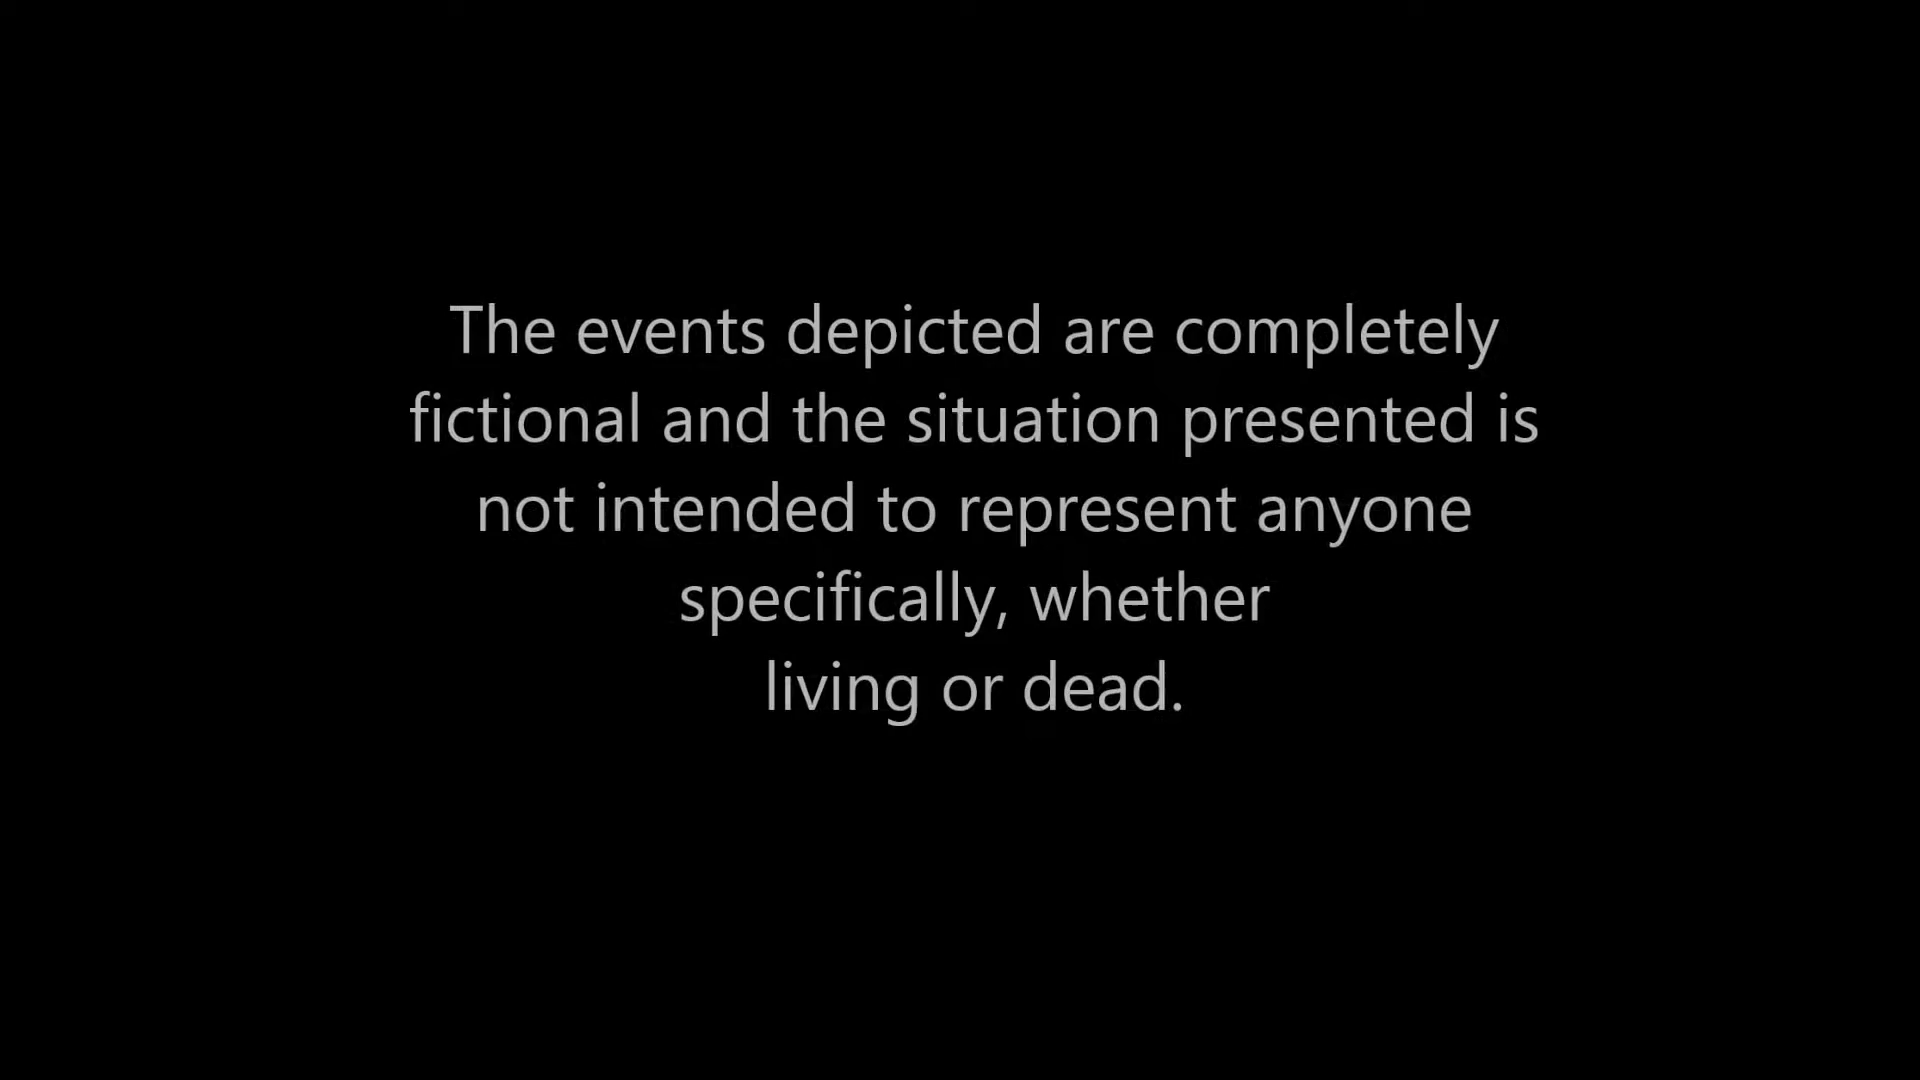 The events depicted are completely
fictional and the situation presented is
not intended to represent anyone
specifically, whether
living or dead.